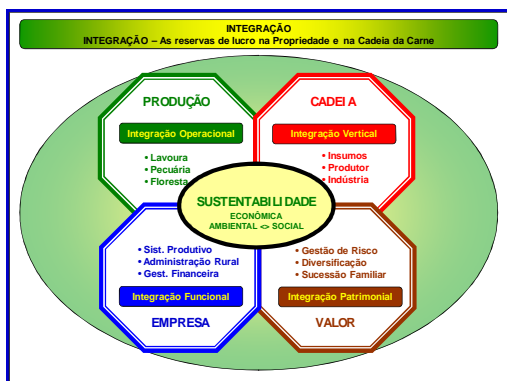 INTEGRAÇÃO
INTEGRAÇÃO – As reservas de lucro na Propriedade e na Cadeia da Carne
PRODUÇÃO
Integração Operacional
• Lavoura
• Pecuária
• Floresta
CADEIA
Integração Vertical
• Insumos
• Produtor
• Indústria
SUSTENTABILIDADE
ECONÔMICA
AMBIENTAL <> SOCIAL
• Sist. Produtivo
• Administração Rural
• Gest. Financeira
Integração Funcional
EMPRESA
• Gestão de Risco
• Diversificação
• Sucessão Familiar
Integração Patrimonial
VALOR